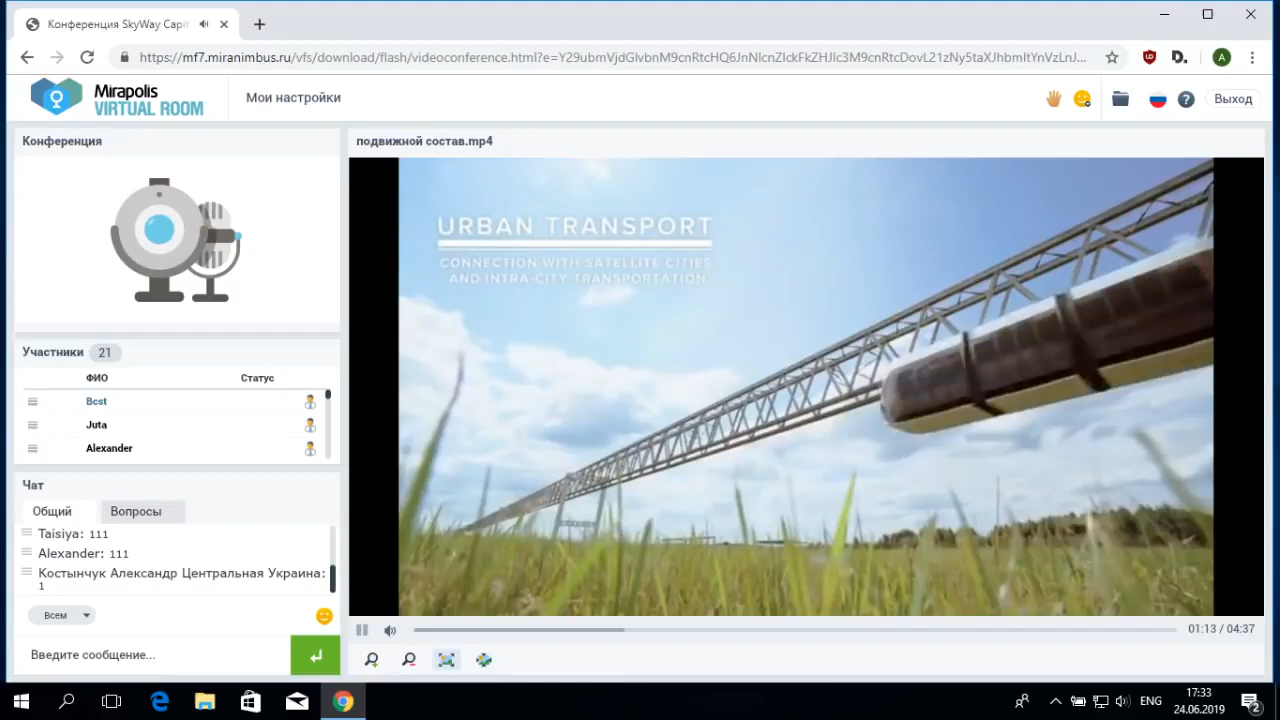 Конференция SkyWay Capi
https://mf7.miranimbus.ru/vfs/download/flash/videoconference.html?e=Y29ubmVjdGlvbnM9cnRtcHQ6JnNlcnZlckFkZHJlc3M9cnRtcDovL21zNy5taXJhbmltYnVzLnJ...
Mirapolis
VIRTUAL ROOM
Мои настройки
Выход
Конференция
подвижной состав.mp4
URBAN TRANSPORT
CONNECTION WITH SATELLITE CITIES
AND INTRA-CITY TRANSPORTATION
Участники 21
ФИО Статус
Bcst
Juta
Alexander
Чат
Общий Вопросы
Taisiya: 111
Alexander: 111
Костынчук Александр Центральная Украина:
1
Всем
Введите сообщение...
01:13 / 04:37
ENG
17:33
24.06.2019
2